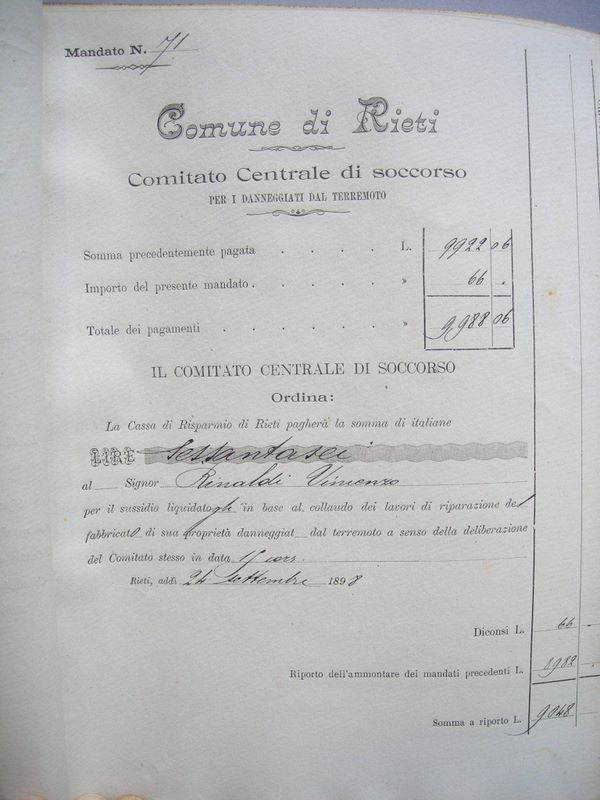 Mandato N. 71
Comune di Rieti
Comitato Centrale di soccorso
PER I DANNEGGIATI DAL TERREMOTO
Somma precedentemente pagata . . . . L. 9922 06
Importo del presente mandato . . . . » 66 .
Totale dei pagamenti . . . . . » 9988 06
IL COMITATO CENTRALE DI SOCCORSO
Ordina:
La Cassa di Risparmio di Rieti pagherà la somma di italiane
LIRE Sessantasei
al Signor Rinaldi Vincenzo
per il sussidio liquidatogli in base al collaudo dei lavori di riparazione del
fabbricato di sua proprietà danneggiat dal terremoto a senso della deliberazione
del Comitato stesso in data cors.
Rieti, addì 24 Settembre 1898
Diconsi L. 66 -
Riporto dell'ammontare dei mandati precedenti L. 8982 .
Somma a riporto L. 9048 -